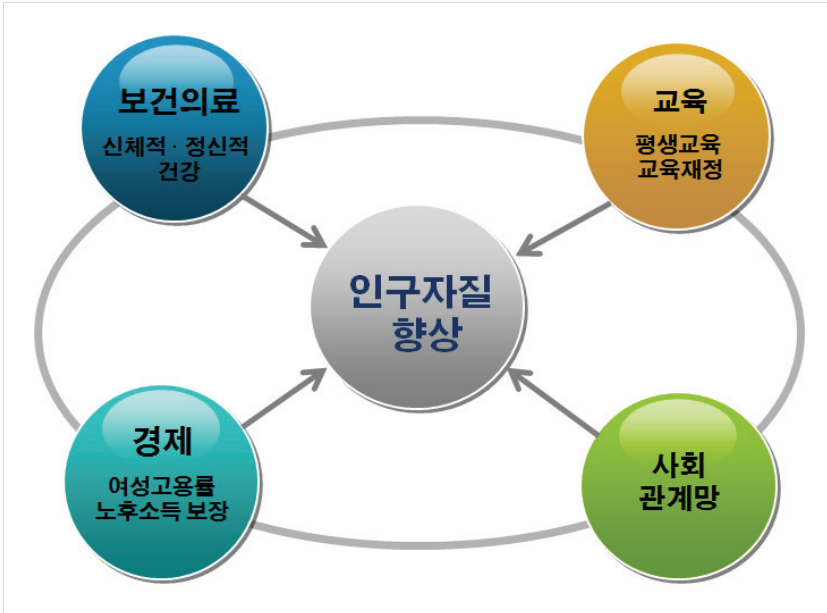 보건의료
신체적 · 정신적
건강
교육
평생교육
교육재정
인구자질
향상
경제
여성고용률
노후소득 보장
사회
관계망